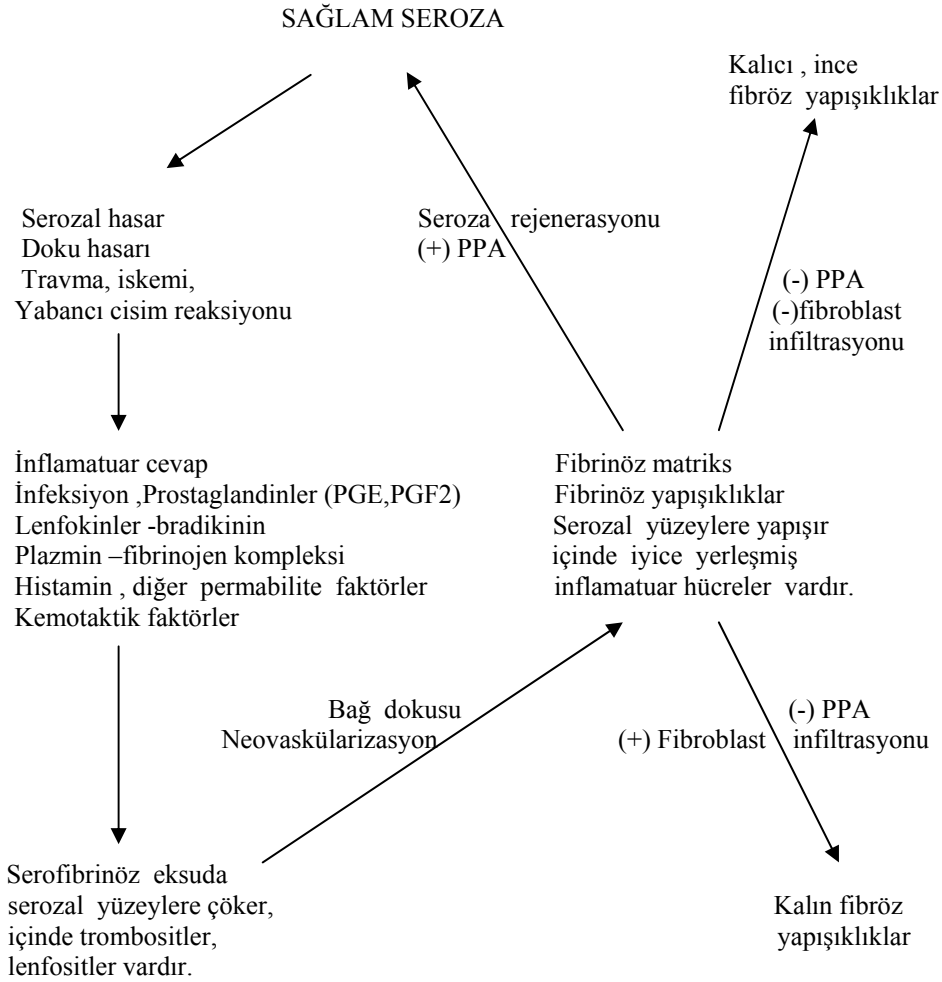 SAĞLAM SEROZA
Kalıcı , ince
fibröz yapışıklıklar
Serozal hasar
Doku hasarı
Travma, iskemi,
Yabancı cisim reaksiyonu
Seroza rejenerasyonu
(+) PPA
(-) PPA
(-)fibroblast
infiltrasyonu
İnflamatuar cevap
İnfeksiyon ,Prostaglandinler (PGE,PGF2)
Lenfokinler -bradikinin
Plazmin –fibrinojen kompleksi
Histamin , diğer permabilite faktörler
Kemotaktik faktörler
Fibrinöz matriks
Fibrinöz yapışıklıklar
Serozal yüzeylere yapışır
içinde iyice yerleşmiş
inflamatuar hücreler vardır.
Bağ dokusu
Neovaskülarizasyon
(-) PPA
(+) Fibroblast infiltrasyonu
Serofibrinöz eksuda
serozal yüzeylere çöker,
içinde trombositler,
lenfositler vardır.
Kalın fibröz
yapışıklıklar